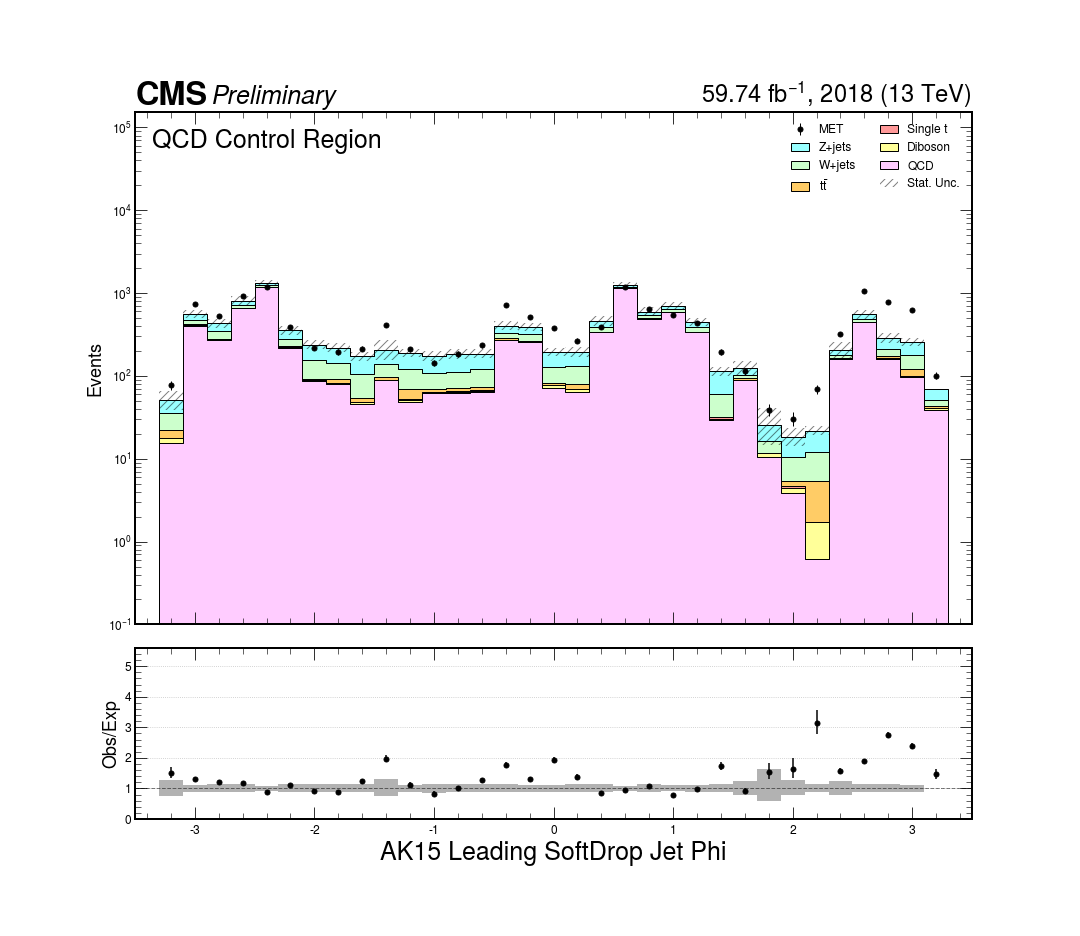 CMS Preliminary
59.74 fb⁻¹, 2018 (13 TeV)
QCD Control Region
MET
Z+jets
W+jets
tt̄
Single t
Diboson
QCD
Stat. Unc.
Events
10⁵
10⁴
10³
10²
10¹
10⁰
10⁻¹
Obs/Exp
5
4
3
2
1
0
-3 -2 -1 0 1 2 3
AK15 Leading SoftDrop Jet Phi